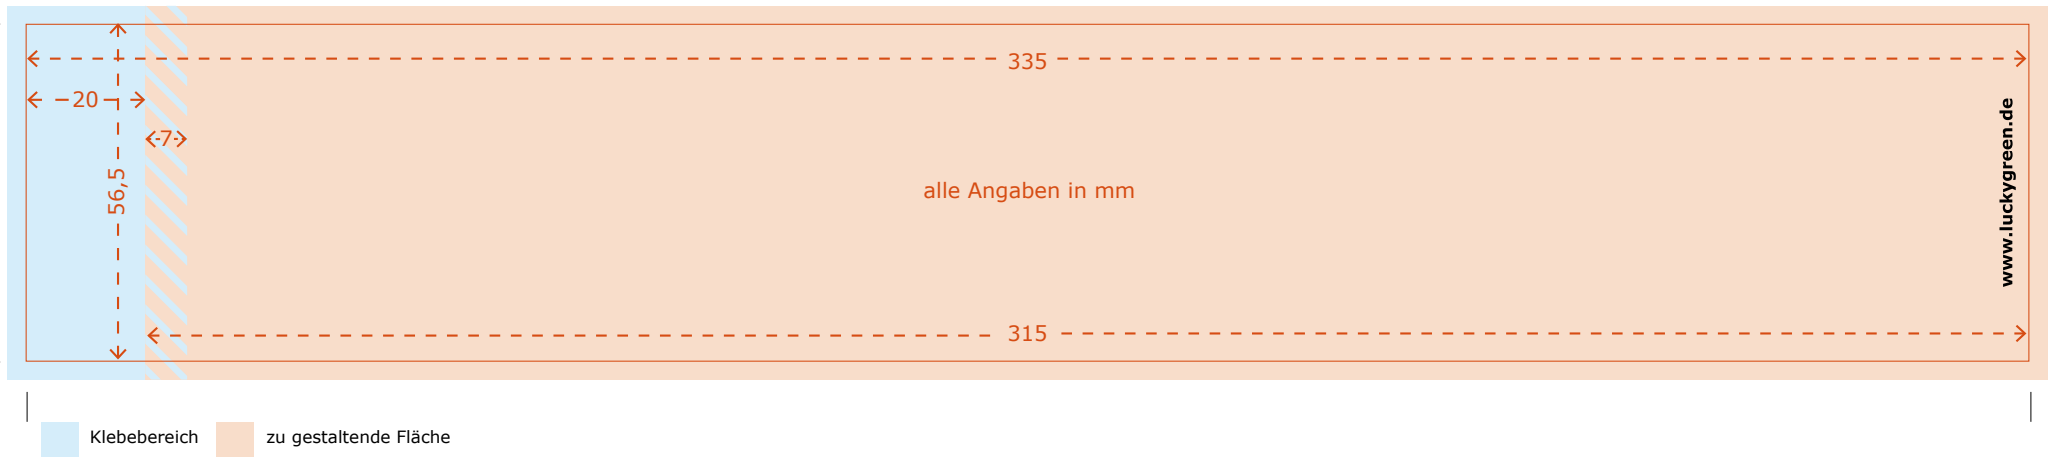 335
20
7
56,5
alle Angaben in mm
www.luckygreen.de
315
Klebebereich
zu gestaltende Fläche